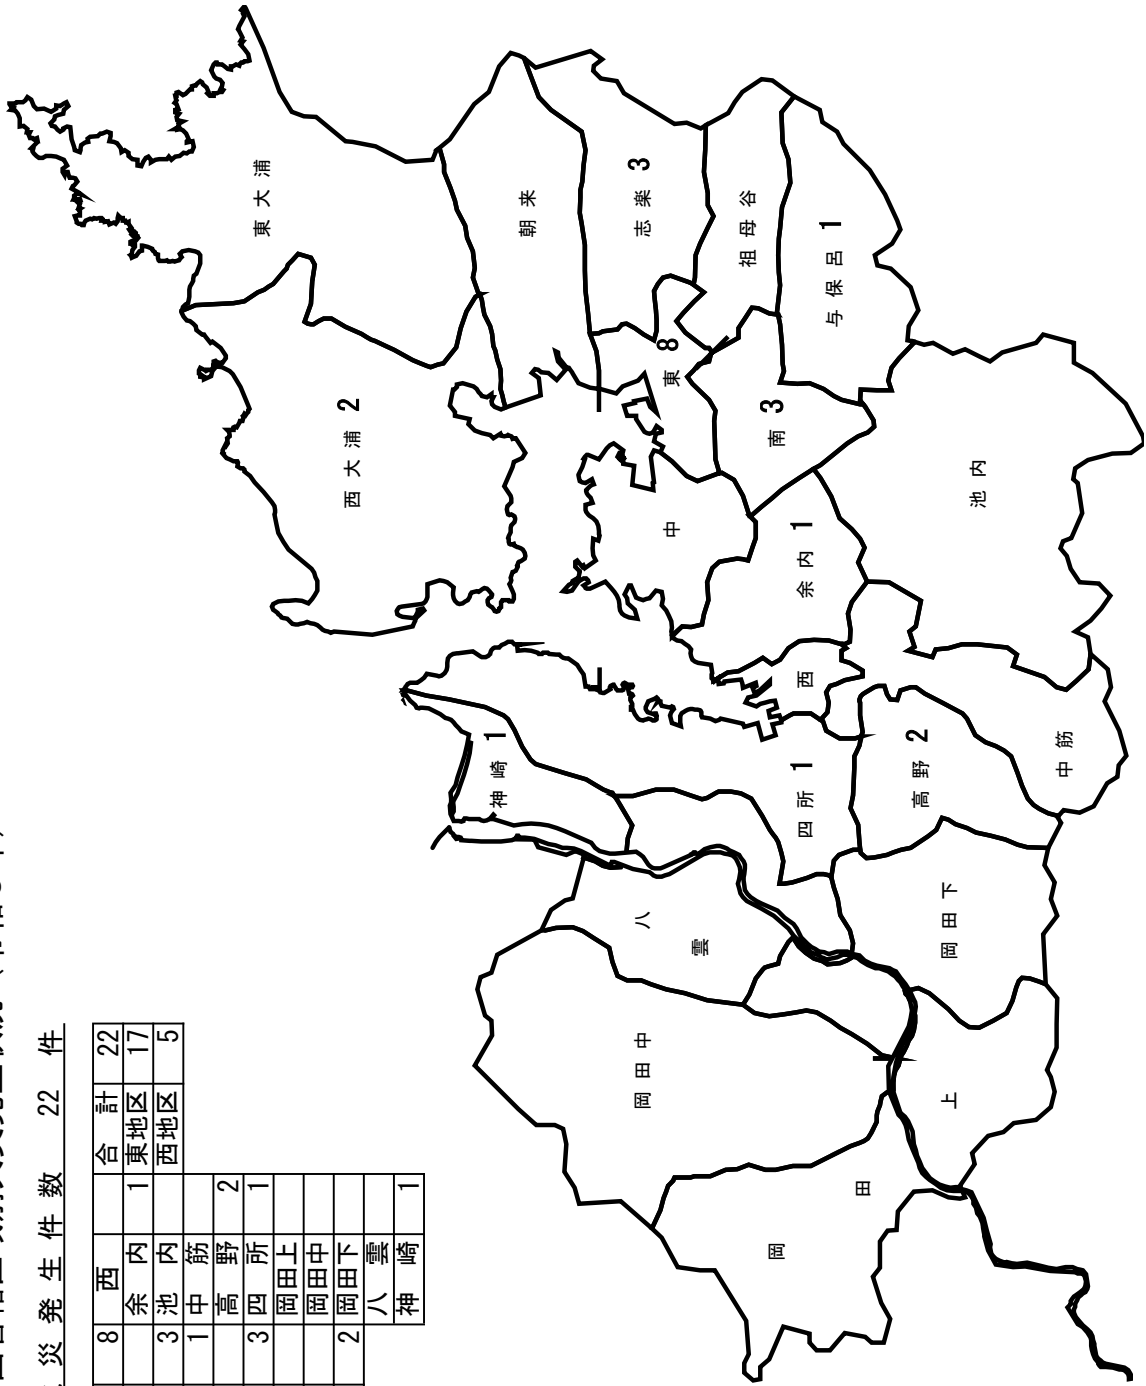 災発生件数 22 件
8 西 合計 22
余内 1 東地区 17
3 池内 西地区 5
1 中筋
高野 2
3 四所 1
岡田上
岡田中
2 岡田下
八雲
神崎 1
東大浦
西大浦 2
朝来
志楽 3
祖母谷
与保呂 1
東 8
南 3
中
余内 1
池内
西
神崎 1
四所 1
高野 2
中筋
八雲
岡田下
岡田中
岡田上